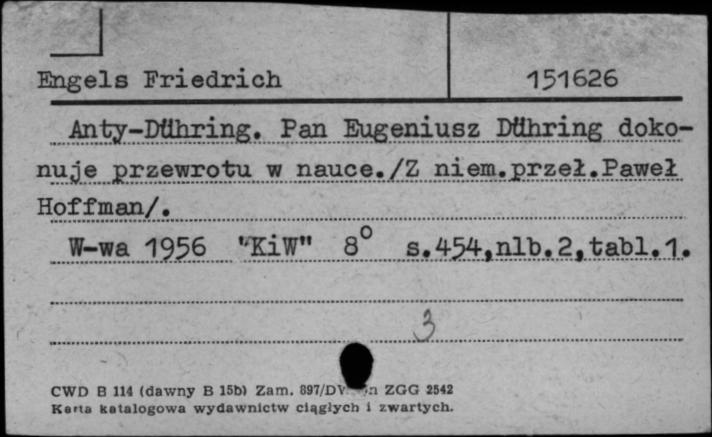 Engels Friedrich 151626
Anty-Dühring. Pan Eugeniusz Dühring doko-
nuje przewrotu w nauce./Z niem.przeł.Paweł
Hoffman/.
W-wa 1956 "KiW" 8° s.454,nlb.2,tabl.1.
3
CWD B 114 (dawny B 15b) Zam. 897/DW ZGG 2542
Karta katalogowa wydawnictw ciągłych i zwartych.